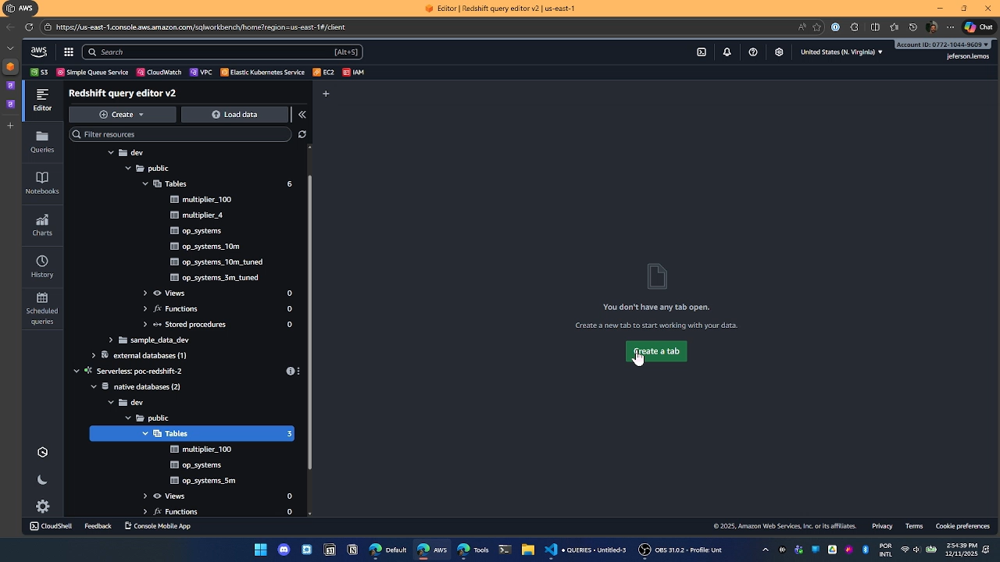 AWS
Editor | Redshift query editor v2 | us-east-1
https://us-east-1.console.aws.amazon.com/sqlworkbench/home?region=us-east-1#/client
Chat
aws
Search
[Alt+S]
United States (N. Virginia)
Account ID: 0772-1044-9609
jeferson.lemos
S3
Simple Queue Service
CloudWatch
VPC
Elastic Kubernetes Service
EC2
IAM
Editor
Queries
Notebooks
Charts
History
Scheduled
queries
Redshift query editor v2
Create
Load data
Filter resources
dev
public
Tables 6
multiplier_100
multiplier_4
op_systems
op_systems_10m
op_systems_10m_tuned
op_systems_3m_tuned
Views 0
fx Functions 0
Stored procedures 0
sample_data_dev
external databases (1)
Serverless: poc-redshift-2
native databases (2)
dev
public
Tables 3
multiplier_100
op_systems
op_systems_5m
Views 0
fx Functions 0
You don't have any tab open.
Create a new tab to start working with your data.
Create a tab
CloudShell
Feedback
Console Mobile App
© 2025, Amazon Web Services, Inc. or its affiliates.
Privacy
Terms
Cookie preferences
Default
AWS
Tools
● QUERIES - Untitled-3
OBS 31.0.2 - Profile: Unt
POR
INTL
2:54:39 PM
12/11/2025